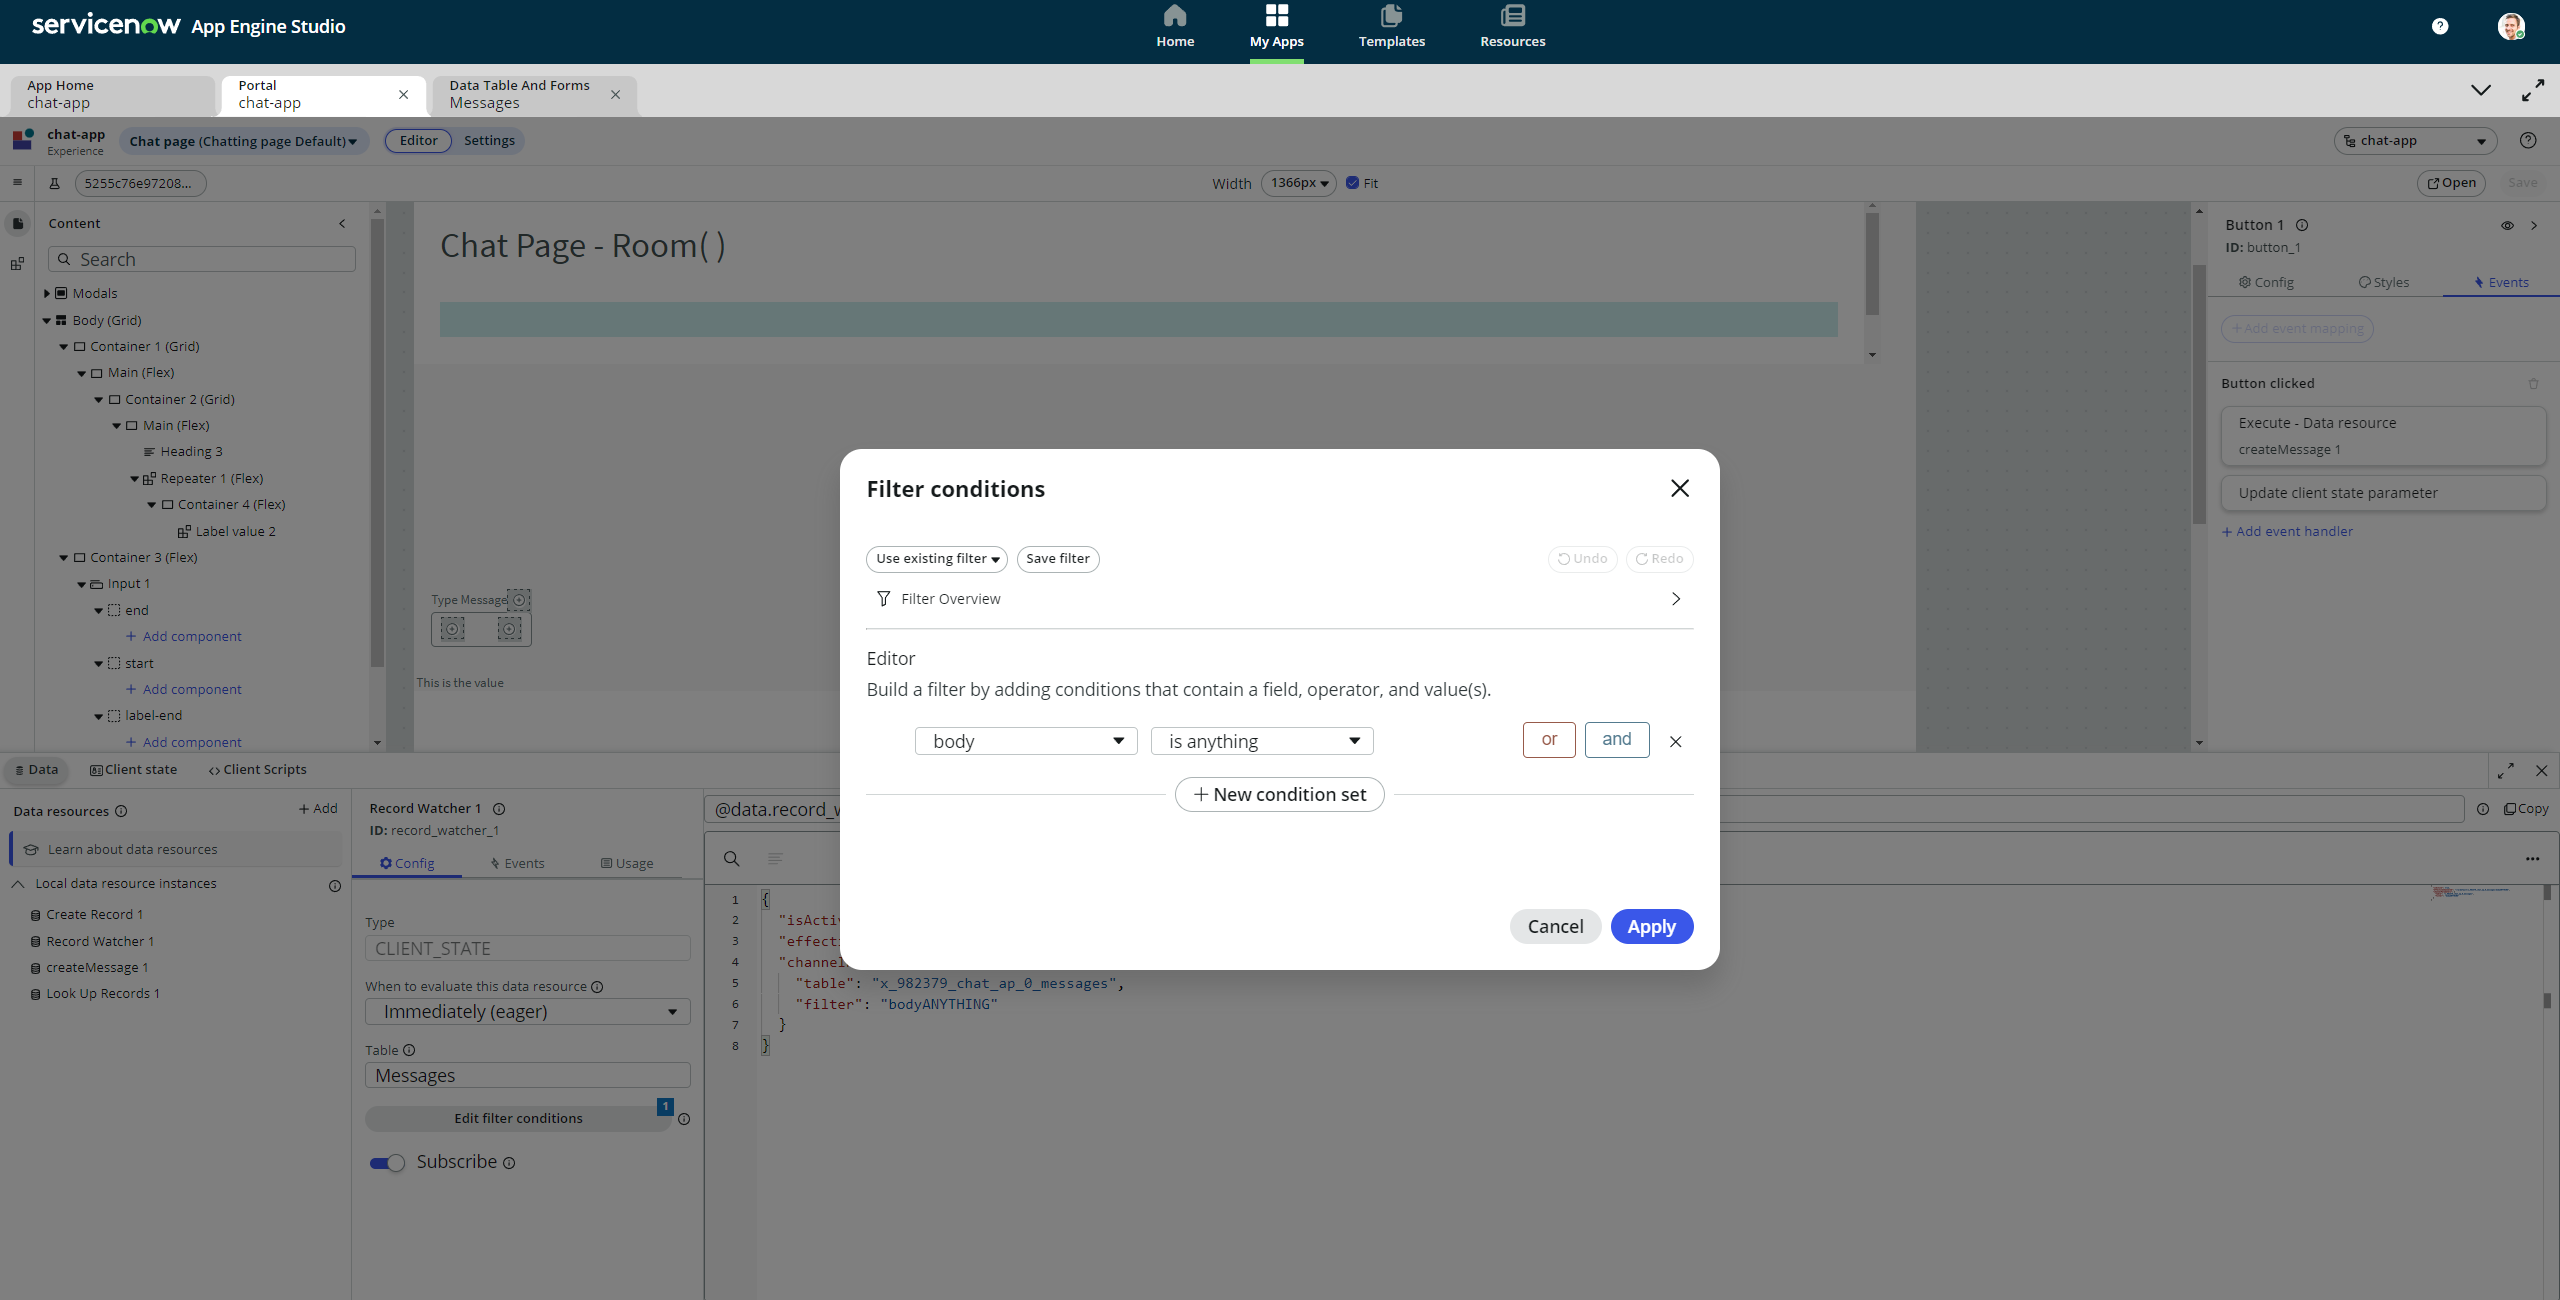 servicenow App Engine Studio
Home
My Apps
Templates
Resources
App Home
chat-app
Portal
chat-app
Data Table And Forms
Messages
chat-app
Experience
Chat page (Chatting page Default)
Editor
Settings
chat-app
5255c76e97208...
Width
1366px
Fit
Open
Save
Content
Search
Modals
Body (Grid)
Container 1 (Grid)
Main (Flex)
Container 2 (Grid)
Main (Flex)
Heading 3
Repeater 1 (Flex)
Container 4 (Flex)
Label value 2
Container 3 (Flex)
Input 1
end
+ Add component
start
+ Add component
label-end
+ Add component
Chat Page - Room( )
Type Message
This is the value
Button 1
ID: button_1
Config
Styles
Events
+ Add event mapping
Button clicked
Execute - Data resource
createMessage 1
Update client state parameter
+ Add event handler
Filter conditions
Use existing filter
Save filter
Undo
Redo
Filter Overview
Editor
Build a filter by adding conditions that contain a field, operator, and value(s).
body
is anything
or
and
+ New condition set
Cancel
Apply
Data
Client state
Client Scripts
Data resources
+ Add
Learn about data resources
Local data resource instances
Create Record 1
Record Watcher 1
createMessage 1
Look Up Records 1
Record Watcher 1
ID: record_watcher_1
Config
Events
Usage
Type
CLIENT_STATE
When to evaluate this data resource
Immediately (eager)
Table
Messages
Edit filter conditions
1
Subscribe
@data.record_w
Copy
1 {
2 "isActiv
3 "effecti
4 "channel
5 "table": "x_982379_chat_ap_0_messages",
6 "filter": "bodyANYTHING"
7 }
8 }